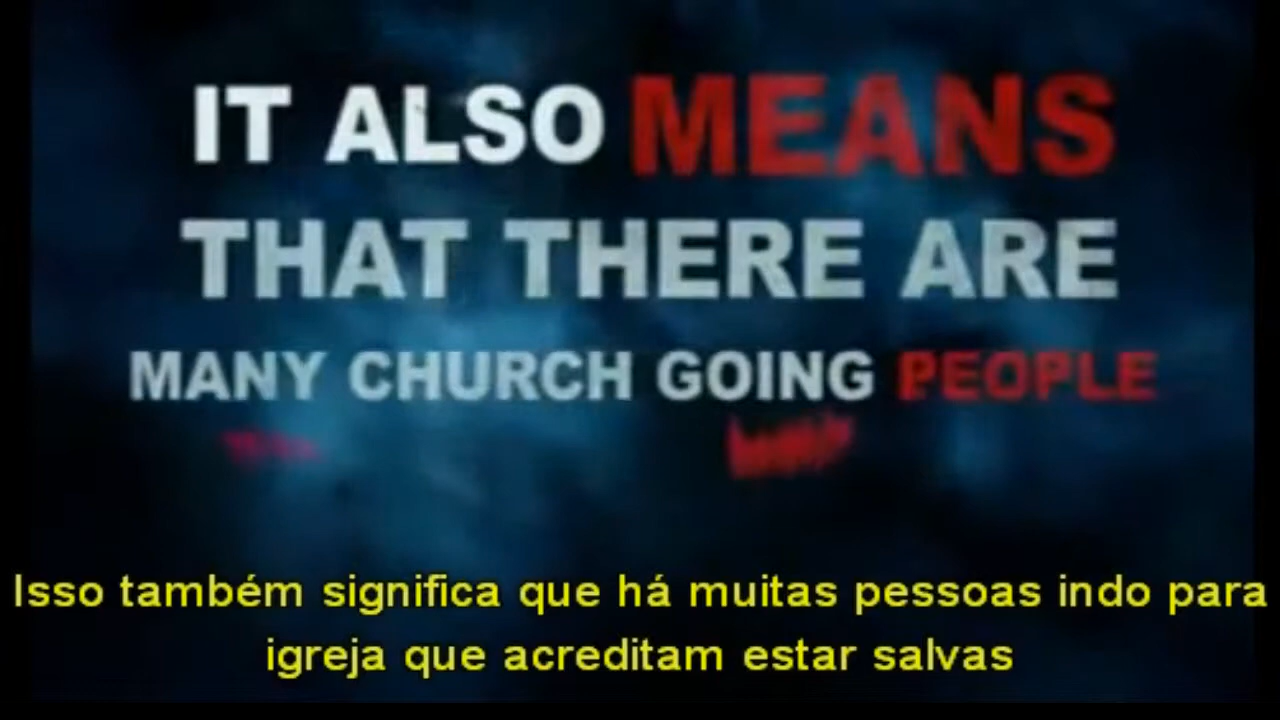 IT ALSO MEANS
THAT THERE ARE
MANY CHURCH GOING PEOPLE
Isso também significa que há muitas pessoas indo para
igreja que acreditam estar salvas